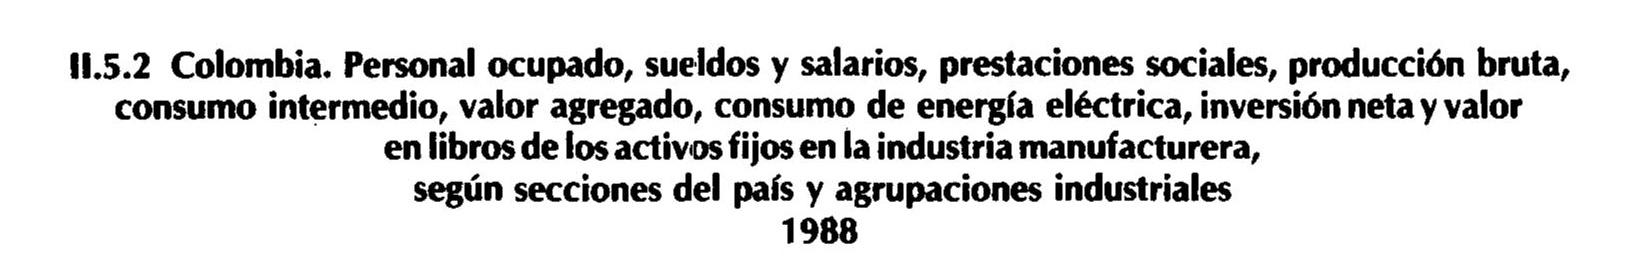 II.5.2 Colombia. Personal ocupado, sueldos y salarios, prestaciones sociales, producción bruta,
consumo intermedio, valor agregado, consumo de energía eléctrica, inversión neta y valor
en libros de los activos fijos en la industria manufacturera,
según secciones del país y agrupaciones industriales
1988